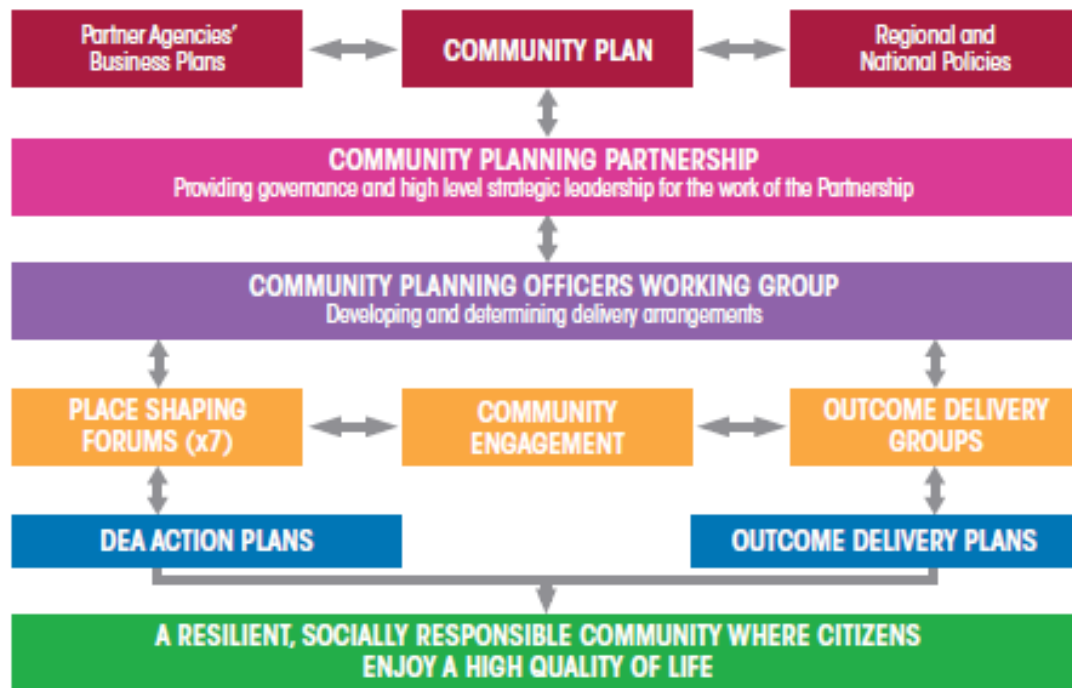 Partner Agencies'
Business Plans
COMMUNITY PLAN
Regional and
National Policies
COMMUNITY PLANNING PARTNERSHIP
Providing governance and high level strategic leadership for the work of the Partnership
COMMUNITY PLANNING OFFICERS WORKING GROUP
Developing and determining delivery arrangements
PLACE SHAPING
FORUMS (x7)
COMMUNITY
ENGAGEMENT
OUTCOME DELIVERY
GROUPS
DEA ACTION PLANS
OUTCOME DELIVERY PLANS
A RESILIENT, SOCIALLY RESPONSIBLE COMMUNITY WHERE CITIZENS
ENJOY A HIGH QUALITY OF LIFE